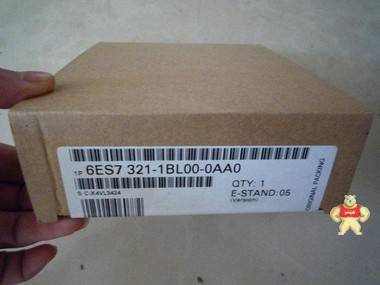 1P 6ES7 321-1BL00-0AA0
S C-X4VL3424
QTY: 1
E-STAND:05
(Version)
ORIGINAL PACKING